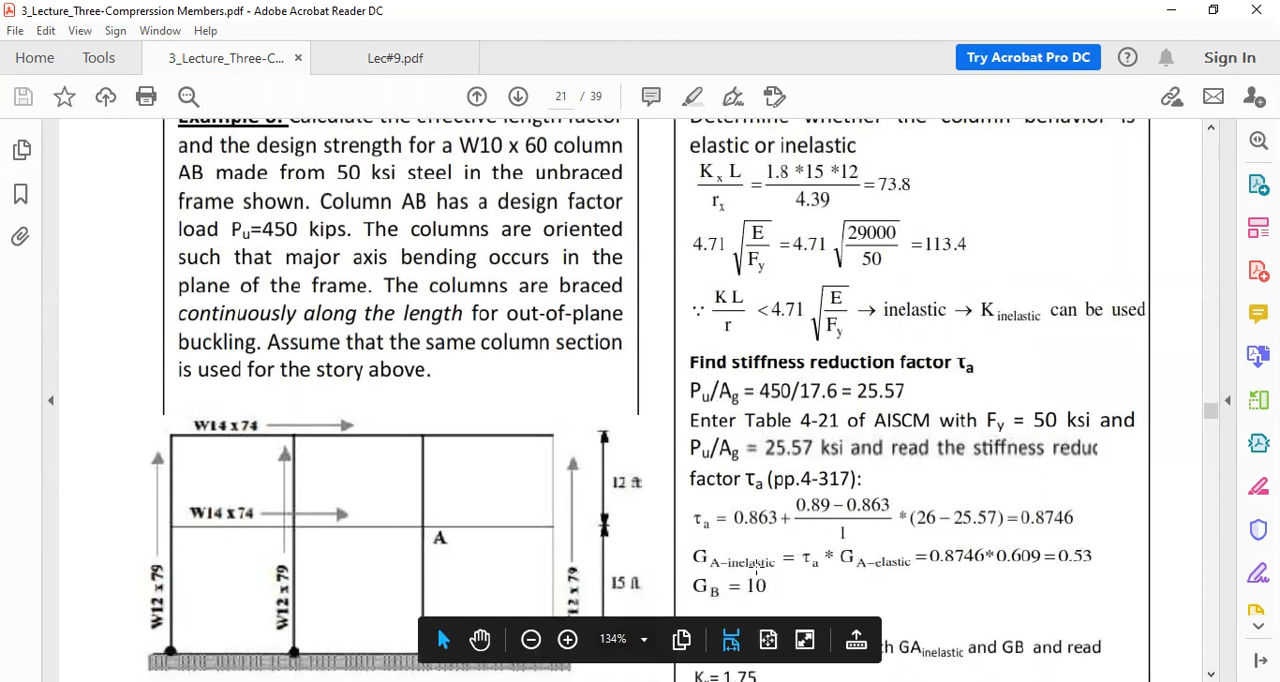 3_Lecture_Three-Comprerssion Members.pdf - Adobe Acrobat Reader DC
File Edit View Sign Window Help
Home Tools 3_Lecture_Three-C... × Lec#9.pdf Try Acrobat Pro DC Sign In
21 / 39
and the design strength for a W10 x 60 column
AB made from 50 ksi steel in the unbraced
frame shown. Column AB has a design factor
load Pu=450 kips. The columns are oriented
such that major axis bending occurs in the
plane of the frame. The columns are braced
continuously along the length for out-of-plane
buckling. Assume that the same column section
is used for the story above.
W14 x 74
12 ft
W14 x 74
A
W12 x 79
W12 x 79
12 x 79
15 ft
Determine whether the column behavior is
elastic or inelastic
Kx L / rx = 1.8 *15 *12 / 4.39 = 73.8
4.71 √(E / Fy) = 4.71 √(29000 / 50) = 113.4
∵ K L / r < 4.71 √(E / Fy) → inelastic → K inelastic can be used
Find stiffness reduction factor τa
Pu/Ag = 450/17.6 = 25.57
Enter Table 4-21 of AISCM with Fy = 50 ksi and
Pu/Ag = 25.57 ksi and read the stiffness reduc
factor τa (pp.4-317):
τa = 0.863 + 0.89 − 0.863 / 1 * (26 − 25.57) = 0.8746
G A−inelastic = τa * G A−elastic = 0.8746*0.609 = 0.53
GB = 10
h GAinelastic and GB and read
K = 1.75
134%